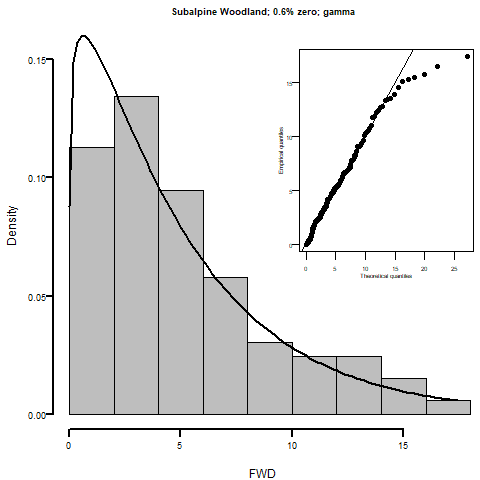 Subalpine Woodland; 0.6% zero; gamma
Density
0.15
0.10
0.05
0.00
0 5 10 15
FWD
Empirical quantiles
15
10
5
0
0 5 10 15 20 25
Theoretical quantiles